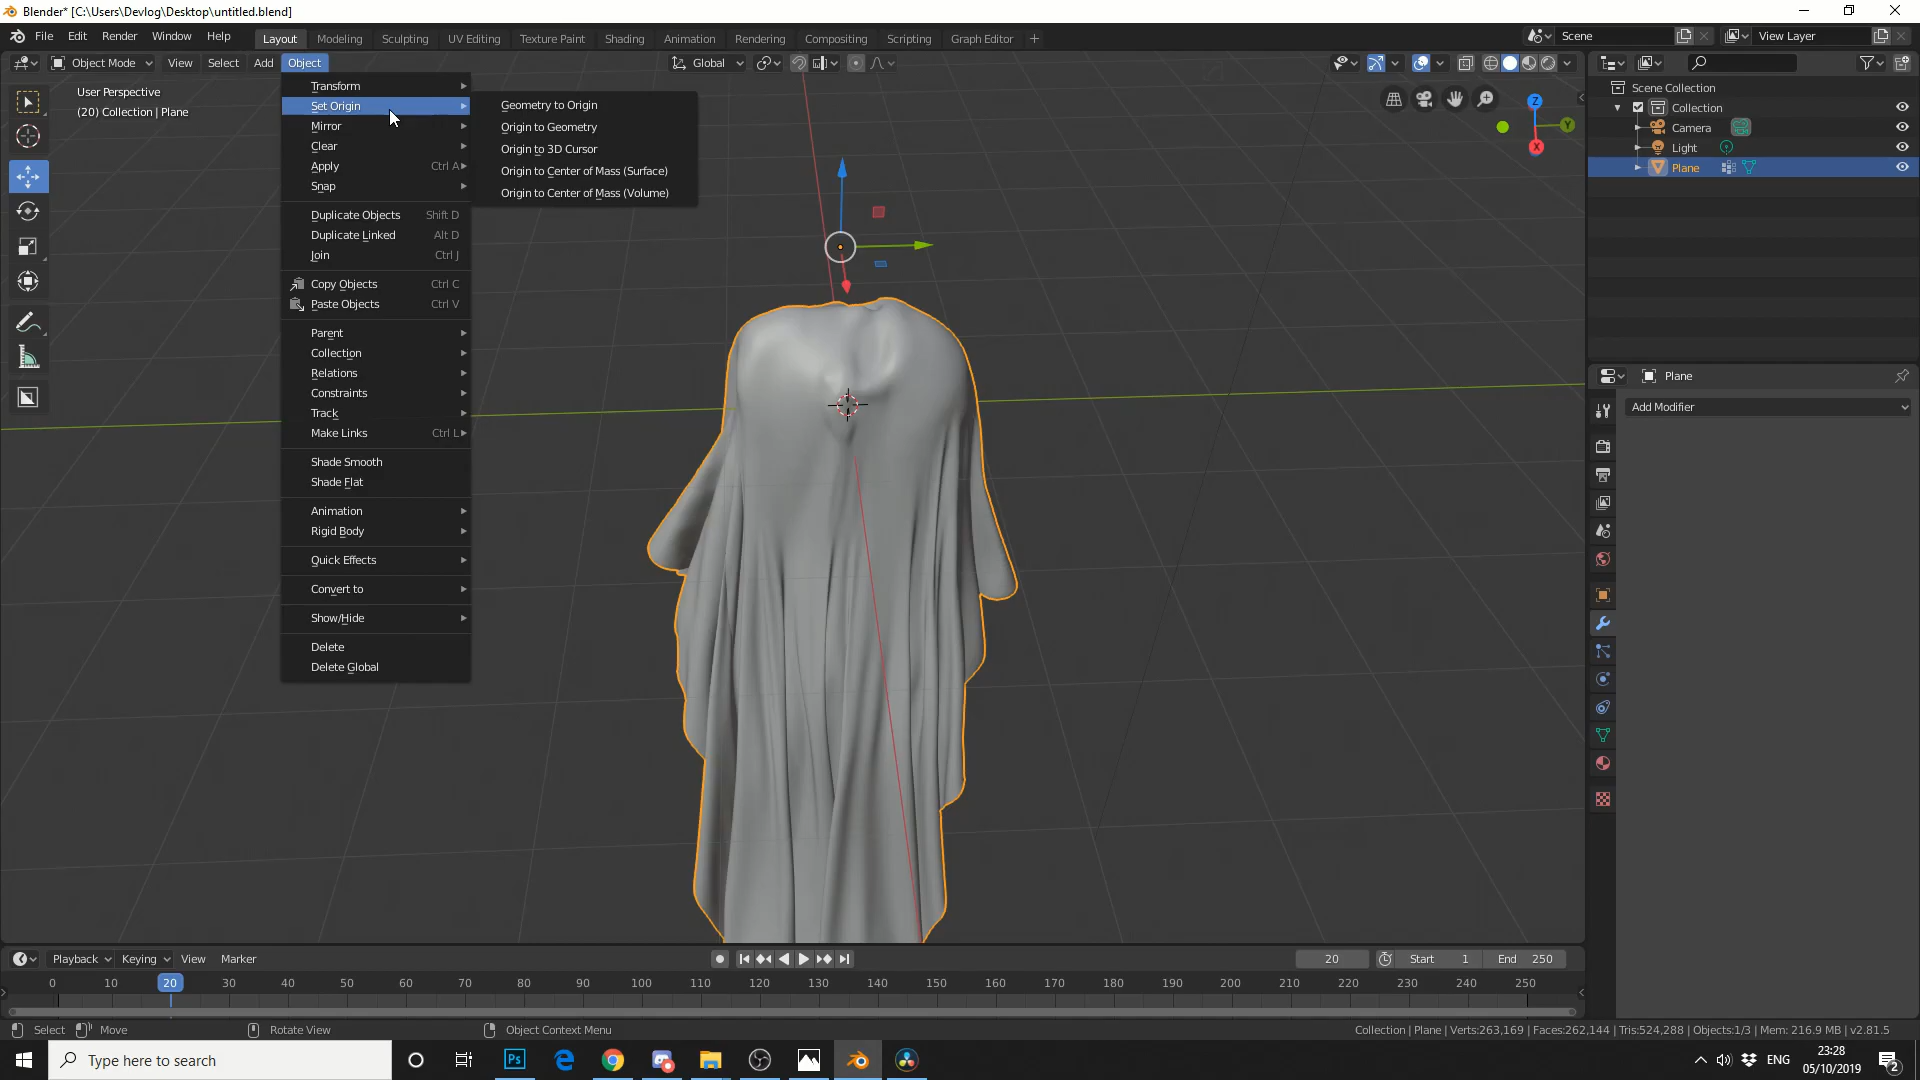 Blender* [C:\Users\Devlog\Desktop\untitled.blend]
File Edit Render Window Help Layout Modeling Sculpting UV Editing Texture Paint Shading Animation Rendering Compositing Scripting Geometry Graph Editor + Scene View Layer
Object Mode View Select Add Object Global
User Perspective
(20) Collection | Plane
Transform
Set Origin
Mirror
Clear
Apply Ctrl A
Snap
Duplicate Objects Shift D
Duplicate Linked Alt D
Join Ctrl J
Copy Objects Ctrl C
Paste Objects Ctrl V
Parent
Collection
Relations
Constraints
Track
Make Links Ctrl L
Shade Smooth
Shade Flat
Animation
Rigid Body
Quick Effects
Convert to
Show/Hide
Delete
Delete Global
Geometry to Origin
Origin to Geometry
Origin to 3D Cursor
Origin to Center of Mass (Surface)
Origin to Center of Mass (Volume)
Z
Y
X
Scene Collection
Collection
Camera
Light
Plane
Plane
Add Modifier
Playback Keying View Marker 20 Start 1 End 250
0 10 20 30 40 50 60 70 80 90 100 110 120 130 140 150 160 170 180 190 200 210 220 230 240 250
Select Move Rotate View Object Context Menu Collection | Plane | Verts:263,169 | Faces:262,144 | Tris:524,288 | Objects:1/3 | Mem: 216.9 MB | v2.81.5
Type here to search
Ps
ENG
23:28
05/10/2019
2